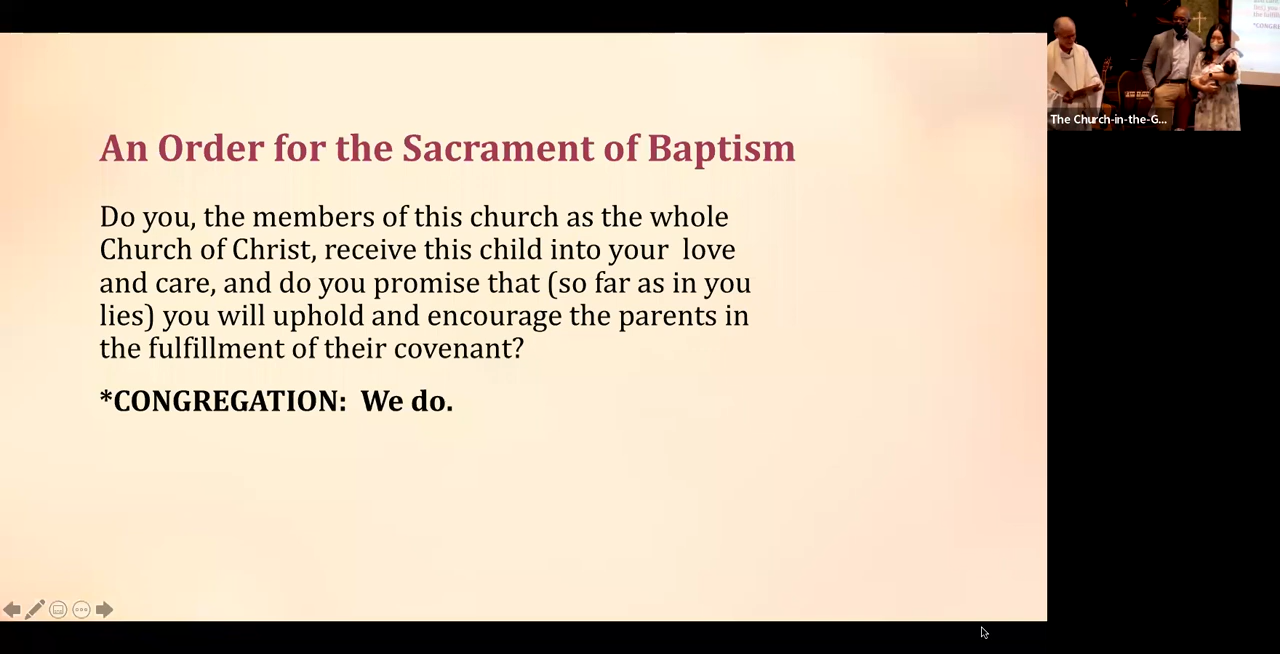 An Order for the Sacrament of Baptism
Do you, the members of this church as the whole
Church of Christ, receive this child into your  love
and care, and do you promise that (so far as in you
lies) you will uphold and encourage the parents in
the fulfillment of their covenant?
*CONGREGATION:  We do.
The Church-in-the-G...